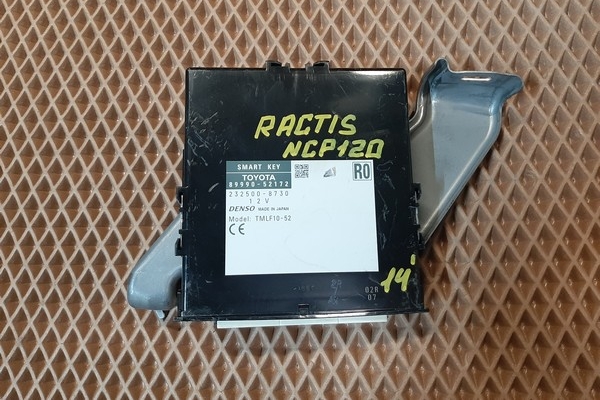 RACTIS
NCP120
SMART KEY
TOYOTA
89990-52172
232500-8730
12V
DENSO MADE IN JAPAN
Model: TMLF10-52
CE
R0
14'
02R
07